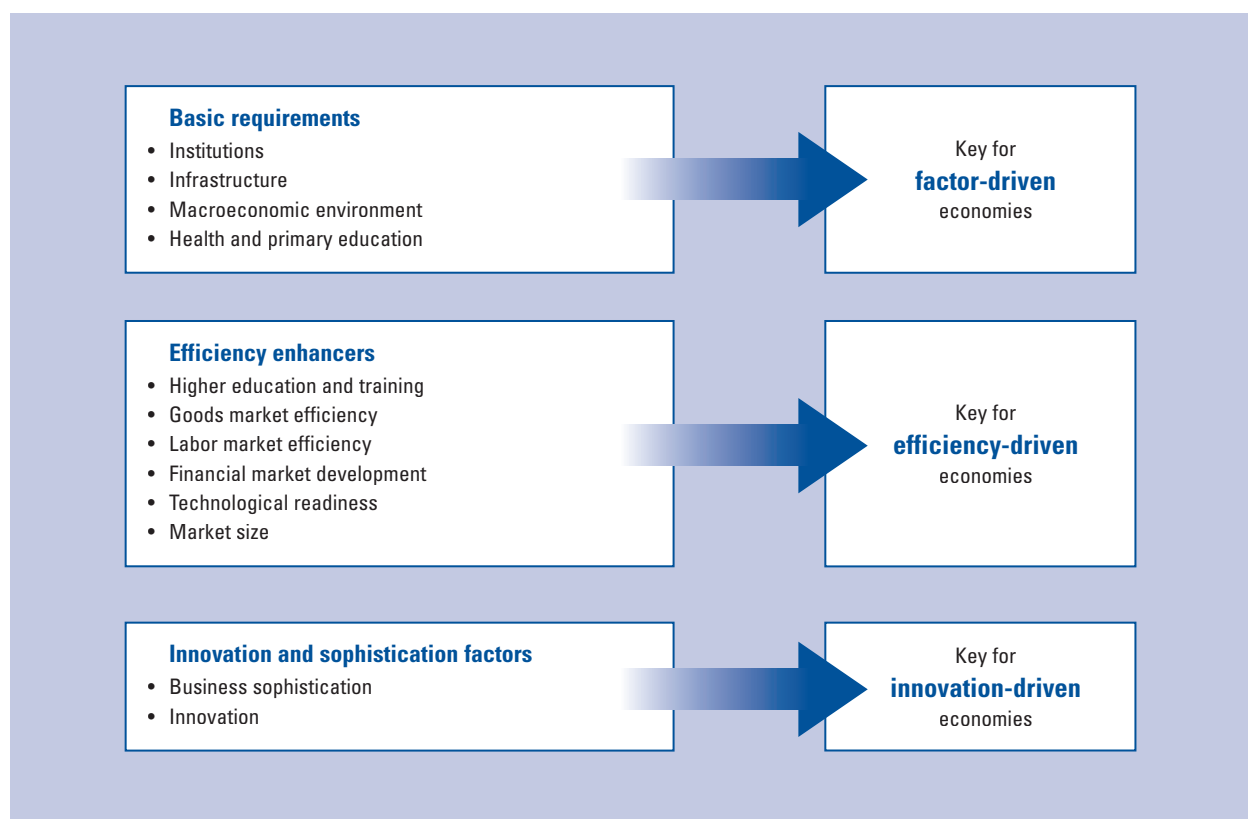 Basic requirements
• Institutions
• Infrastructure
• Macroeconomic environment
• Health and primary education
Key for
factor-driven
economies
Efficiency enhancers
• Higher education and training
• Goods market efficiency
• Labor market efficiency
• Financial market development
• Technological readiness
• Market size
Key for
efficiency-driven
economies
Innovation and sophistication factors
• Business sophistication
• Innovation
Key for
innovation-driven
economies